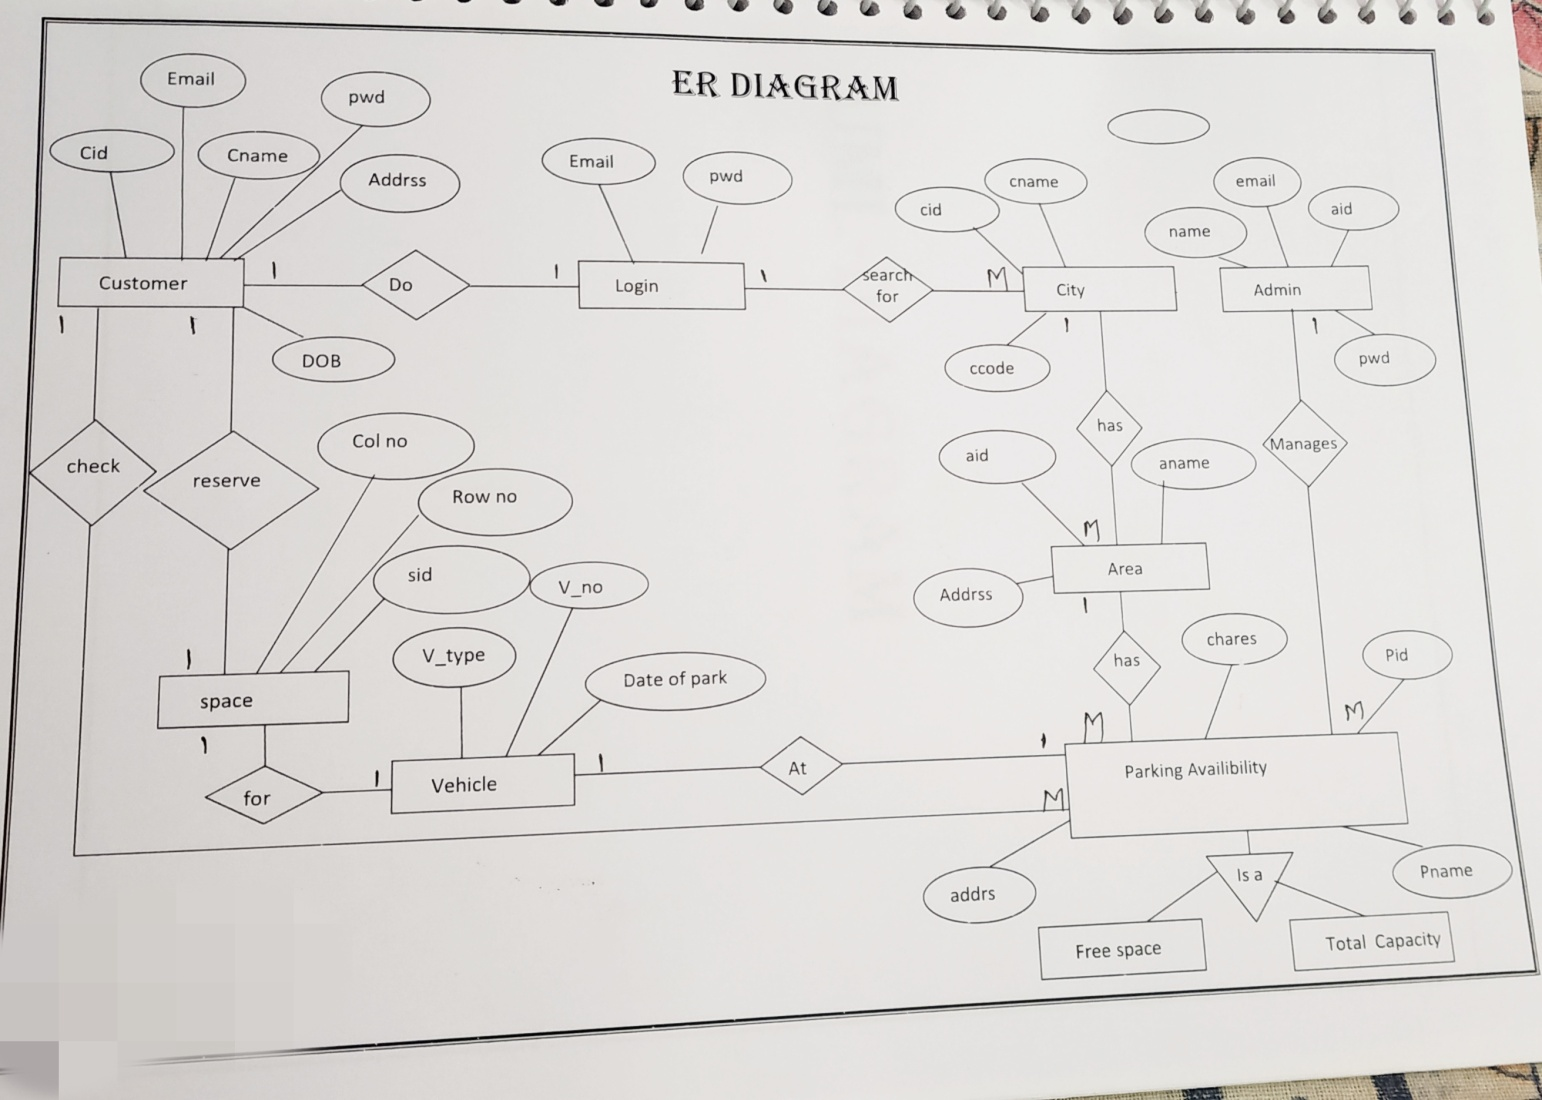 ER DIAGRAM
Email
pwd
Cid
Cname
Addrss
Email
pwd
cid
cname
email
aid
name
Customer
1
Do
1
Login
1
search
for
M
City
Admin
1
1
DOB
1
1
ccode
pwd
check
reserve
Col no
Row no
sid
V_no
has
Manages
aid
aname
M
Area
Addrss
1
has
chares
Pid
1
space
1
V_type
Date of park
M
M
for
1
Vehicle
1
At
1
Parking Availibility
M
addrs
Is a
Pname
Free space
Total Capacity